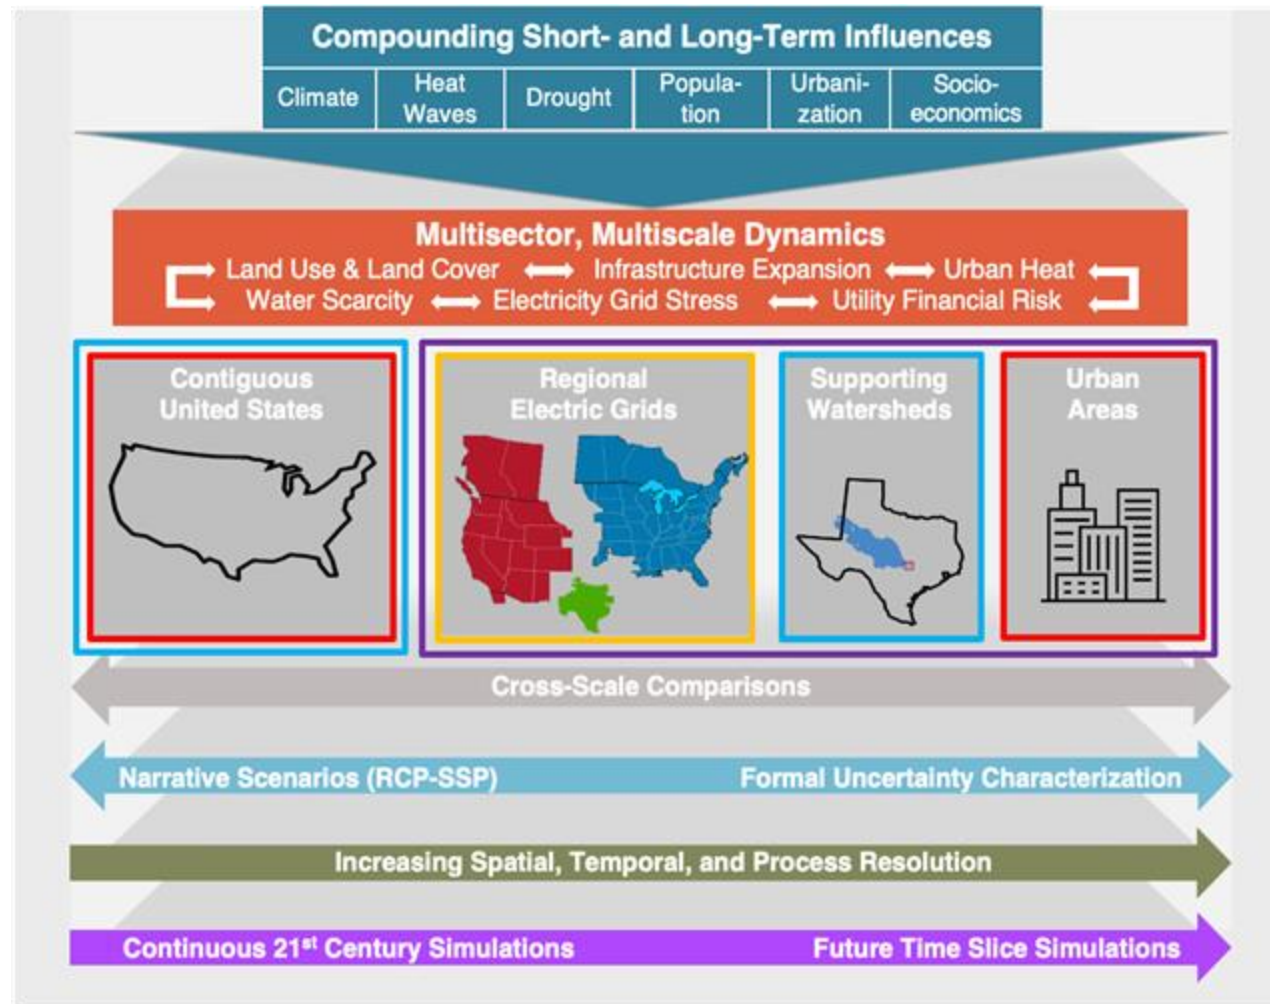 Compounding Short- and Long-Term Influences
Climate
Heat
Waves
Drought
Popula-
tion
Urbani-
zation
Socio-
economics
Multisector, Multiscale Dynamics
Land Use & Land Cover Infrastructure Expansion Urban Heat
Water Scarcity Electricity Grid Stress Utility Financial Risk
Contiguous
United States
Regional
Electric Grids
Supporting
Watersheds
Urban
Areas
Cross-Scale Comparisons
Narrative Scenarios (RCP-SSP) Formal Uncertainty Characterization
Increasing Spatial, Temporal, and Process Resolution
Continuous 21st Century Simulations Future Time Slice Simulations